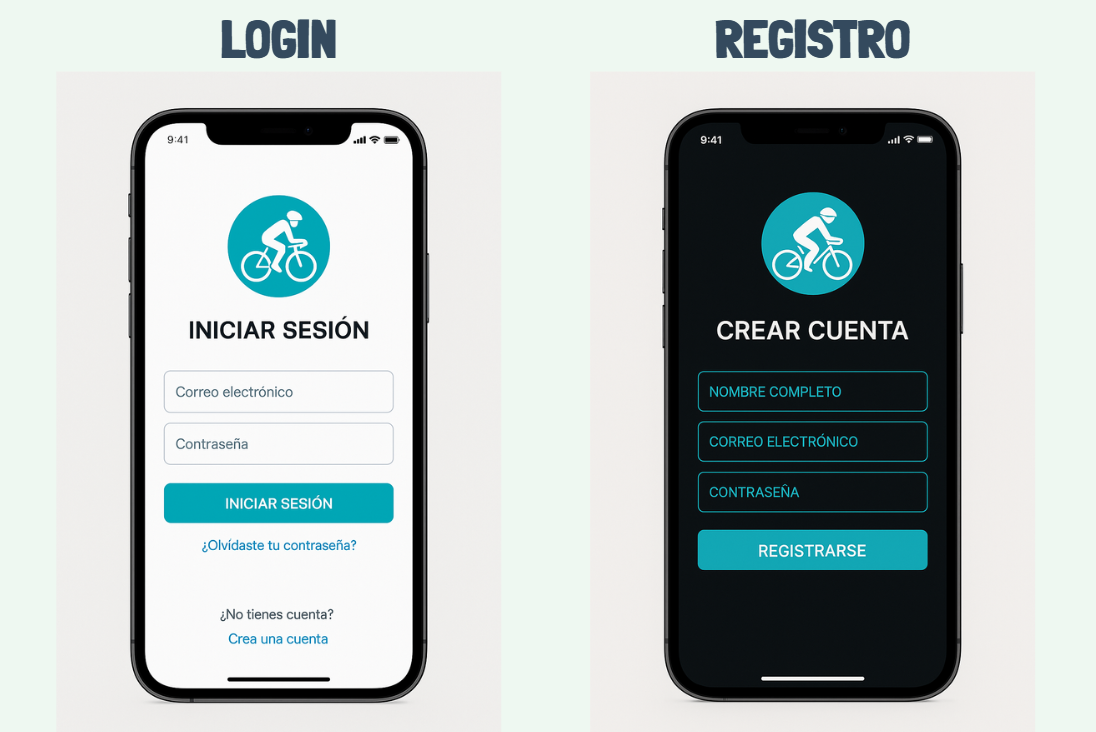 LOGIN
9:41
INICIAR SESIÓN
Correo electrónico
Contraseña
INICIAR SESIÓN
¿Olvídaste tu contraseña?
¿No tienes cuenta?
Crea una cuenta
REGISTRO
9:41
CREAR CUENTA
NOMBRE COMPLETO
CORREO ELECTRÓNICO
CONTRASEÑA
REGISTRARSE